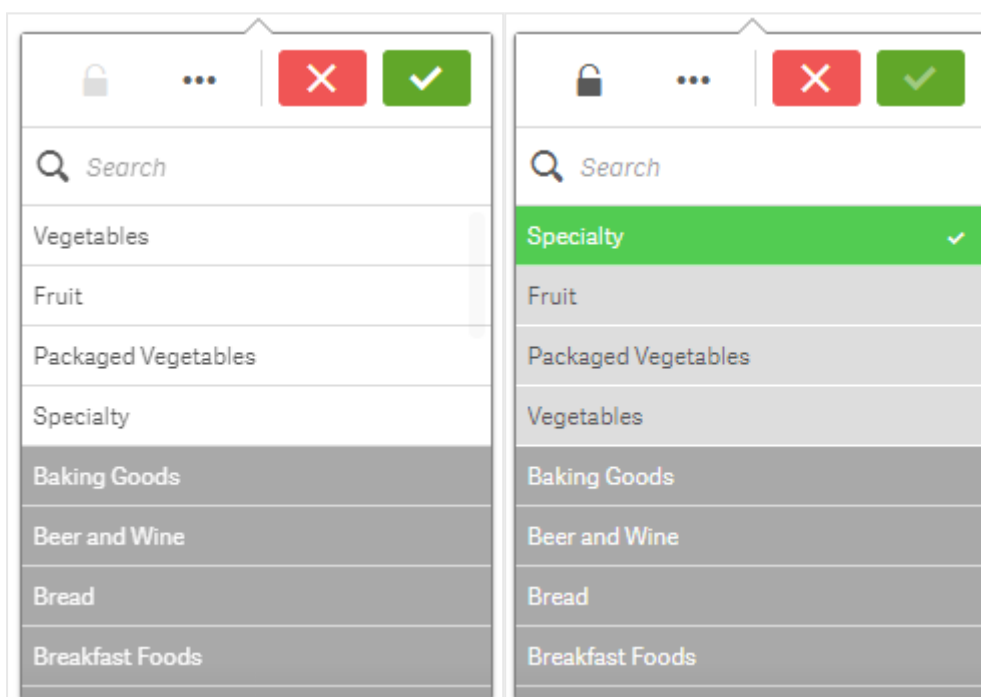 Search
Vegetables
Fruit
Packaged Vegetables
Specialty
Baking Goods
Beer and Wine
Bread
Breakfast Foods
Search
Specialty
Fruit
Packaged Vegetables
Vegetables
Baking Goods
Beer and Wine
Bread
Breakfast Foods